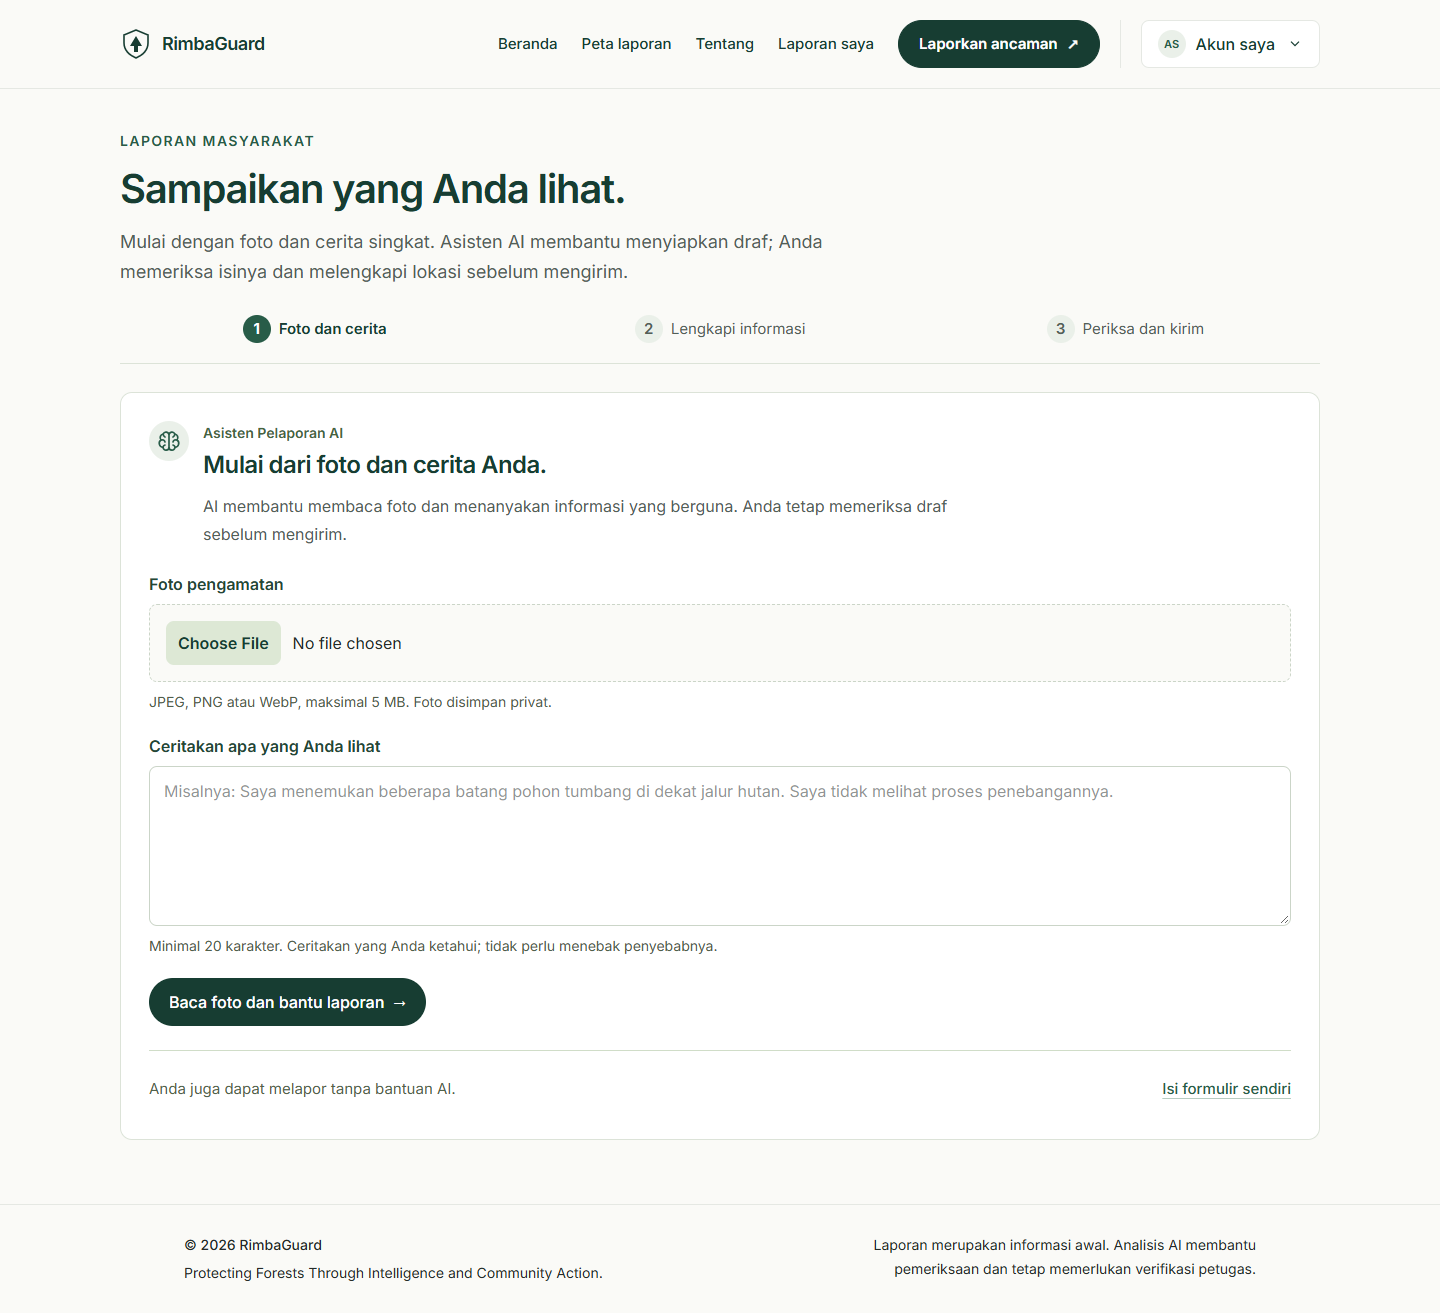 RimbaGuard
Beranda
Peta laporan
Tentang
Laporan saya
Laporkan ancaman ↗
AS
Akun saya
LAPORAN MASYARAKAT
Sampaikan yang Anda lihat.
Mulai dengan foto dan cerita singkat. Asisten AI membantu menyiapkan draf; Anda
memeriksa isinya dan melengkapi lokasi sebelum mengirim.
1 Foto dan cerita
2 Lengkapi informasi
3 Periksa dan kirim
Asisten Pelaporan AI
Mulai dari foto dan cerita Anda.
AI membantu membaca foto dan menanyakan informasi yang berguna. Anda tetap memeriksa draf
sebelum mengirim.
Foto pengamatan
Choose File No file chosen
JPEG, PNG atau WebP, maksimal 5 MB. Foto disimpan privat.
Ceritakan apa yang Anda lihat
Misalnya: Saya menemukan beberapa batang pohon tumbang di dekat jalur hutan. Saya tidak melihat proses penebangannya.
Minimal 20 karakter. Ceritakan yang Anda ketahui; tidak perlu menebak penyebabnya.
Baca foto dan bantu laporan →
Anda juga dapat melapor tanpa bantuan AI.
Isi formulir sendiri
© 2026 RimbaGuard
Protecting Forests Through Intelligence and Community Action.
Laporan merupakan informasi awal. Analisis AI membantu
pemeriksaan dan tetap memerlukan verifikasi petugas.